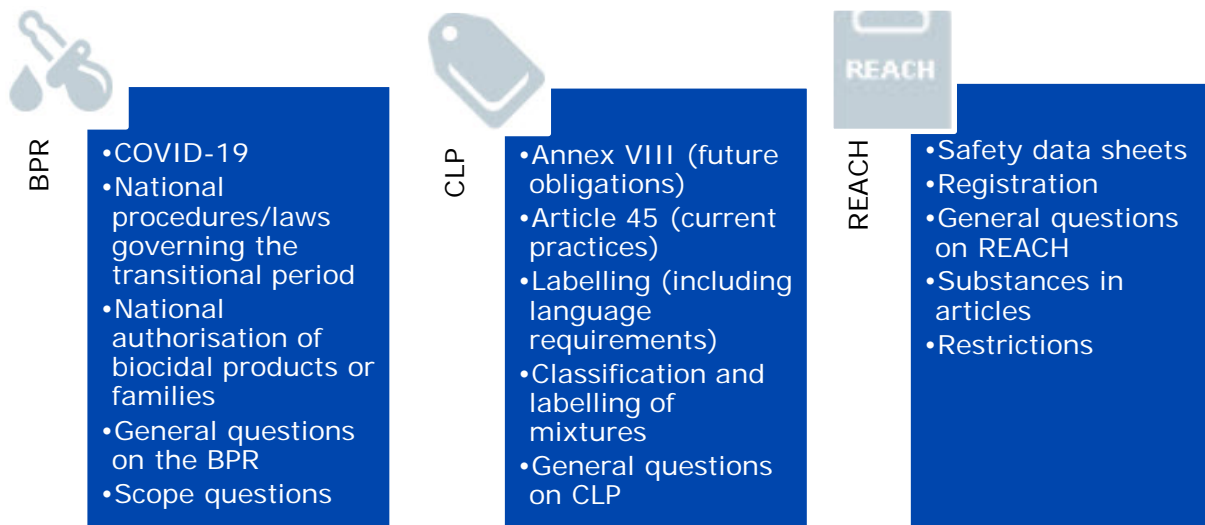 BPR
•COVID-19
•National
procedures/laws
governing the
transitional period
•National
authorisation of
biocidal products or
families
•General questions
on the BPR
•Scope questions
CLP
•Annex VIII (future
obligations)
•Article 45 (current
practices)
•Labelling (including
language
requirements)
•Classification and
labelling of
mixtures
•General questions
on CLP
REACH
REACH
•Safety data sheets
•Registration
•General questions
on REACH
•Substances in
articles
•Restrictions